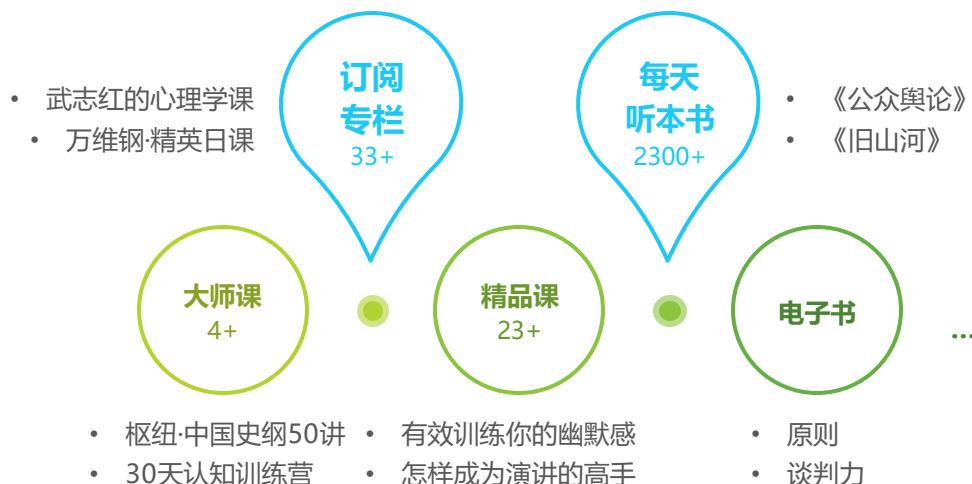 订阅
专栏
33+
• 武志红的心理学课
• 万维钢·精英日课
每天
听本书
2300+
• 《公众舆论》
• 《旧山河》
大师课
4+
• 枢纽·中国史纲50讲
• 30天认知训练营
精品课
23+
• 有效训练你的幽默感
• 怎样成为演讲的高手
电子书
• 原则
• 谈判力
...